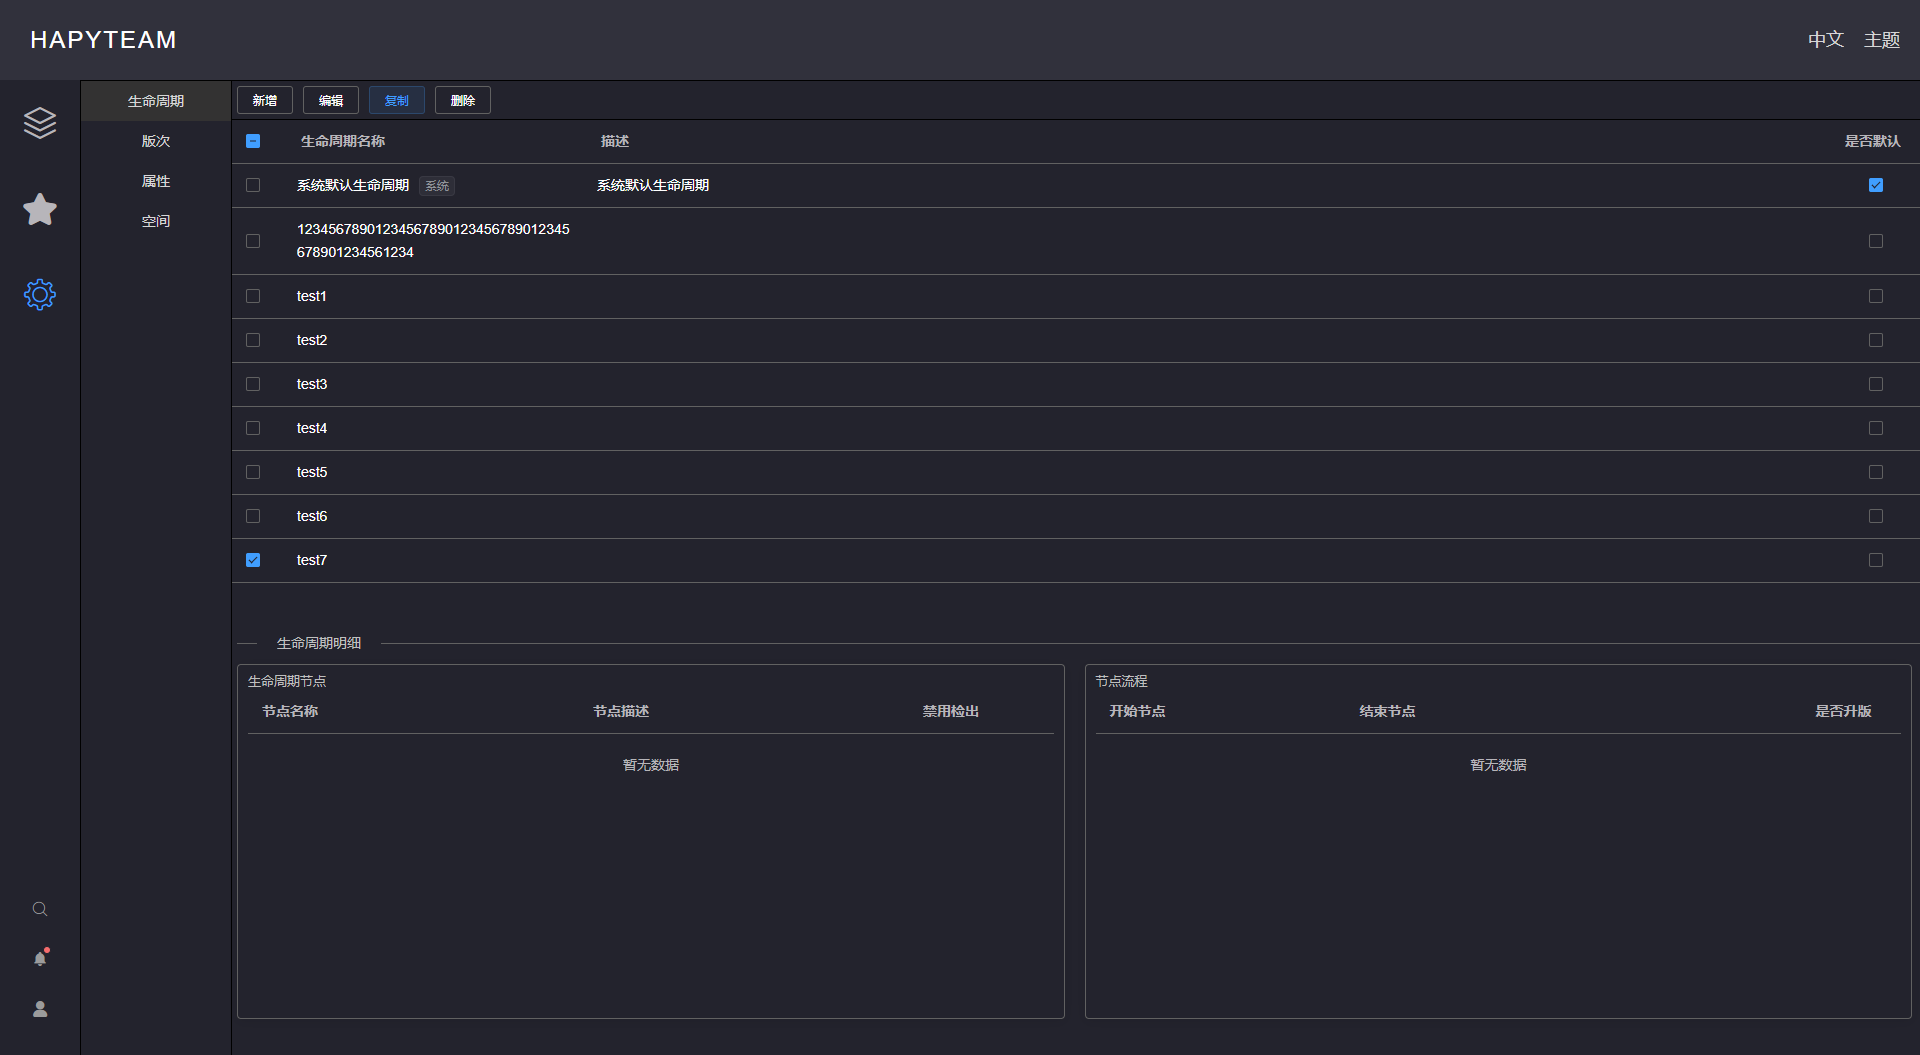 HAPYTEAM
中文 主题
生命周期
版次
属性
空间
新增 编辑 复制 删除
生命周期名称 描述 是否默认
系统默认生命周期 系统 系统默认生命周期
12345678901234567890123456789012345
678901234561234
test1
test2
test3
test4
test5
test6
test7
生命周期明细
生命周期节点
节点名称 节点描述 禁用检出
暂无数据
节点流程
开始节点 结束节点 是否升版
暂无数据